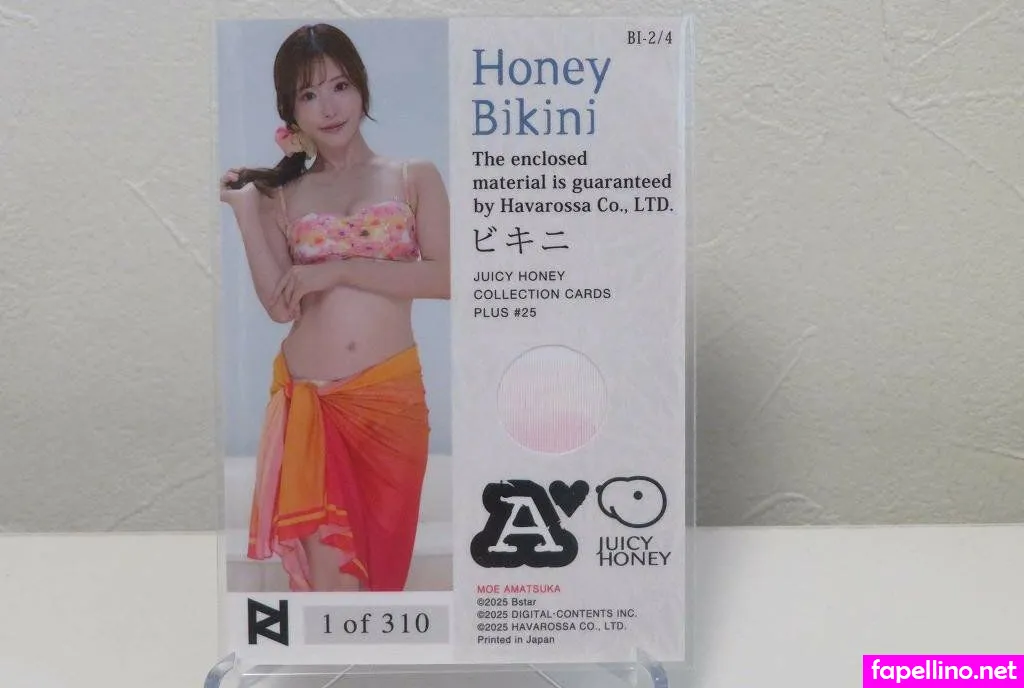 BI-2/4
Honey
Bikini
The enclosed
material is guaranteed
by Havarossa Co., LTD.
ビキニ
JUICY HONEY
COLLECTION CARDS
PLUS #25
A
JUICY
HONEY
MOE AMATSUKA
©2025 Bstar
©2025 DIGITAL-CONTENTS INC.
©2025 HAVAROSSA CO., LTD.
Printed in Japan
1 of 310
fapellino.net